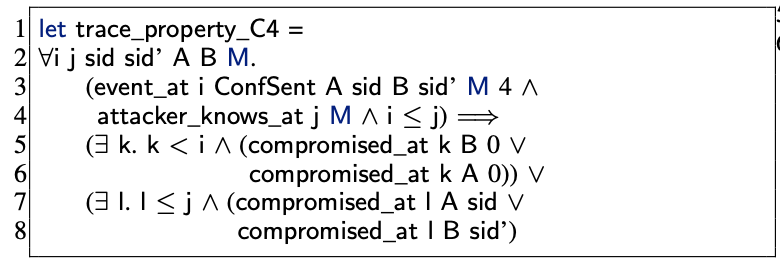 1 let trace_property_C4 =
2 ∀i j sid sid' A B M.
3 (event_at i ConfSent A sid B sid' M 4 ∧
4 attacker_knows_at j M ∧ i ≤ j) ⟹
5 (∃ k. k < i ∧ (compromised_at k B 0 ∨
6 compromised_at k A 0)) ∨
7 (∃ l. l ≤ j ∧ (compromised_at l A sid ∨
8 compromised_at l B sid')